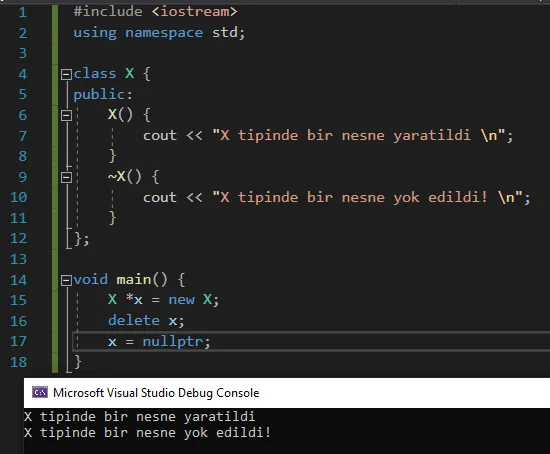 1 #include <iostream>
2 using namespace std;
3
4 class X {
5 public:
6 X() {
7 cout << "X tipinde bir nesne yaratildi \n";
8 }
9 ~X() {
10 cout << "X tipinde bir nesne yok edildi! \n";
11 }
12 };
13
14 void main() {
15 X *x = new X;
16 delete x;
17 x = nullptr;
18 }
C:\ Microsoft Visual Studio Debug Console
X tipinde bir nesne yaratildi
X tipinde bir nesne yok edildi!